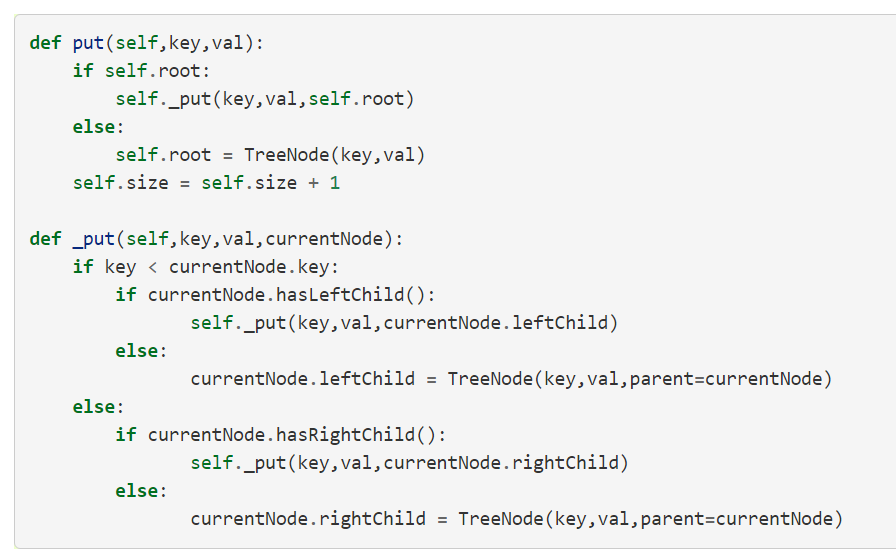 def put(self,key,val):
    if self.root:
        self._put(key,val,self.root)
    else:
        self.root = TreeNode(key,val)
    self.size = self.size + 1

def _put(self,key,val,currentNode):
    if key < currentNode.key:
        if currentNode.hasLeftChild():
               self._put(key,val,currentNode.leftChild)
        else:
               currentNode.leftChild = TreeNode(key,val,parent=currentNode)
    else:
        if currentNode.hasRightChild():
               self._put(key,val,currentNode.rightChild)
        else:
               currentNode.rightChild = TreeNode(key,val,parent=currentNode)